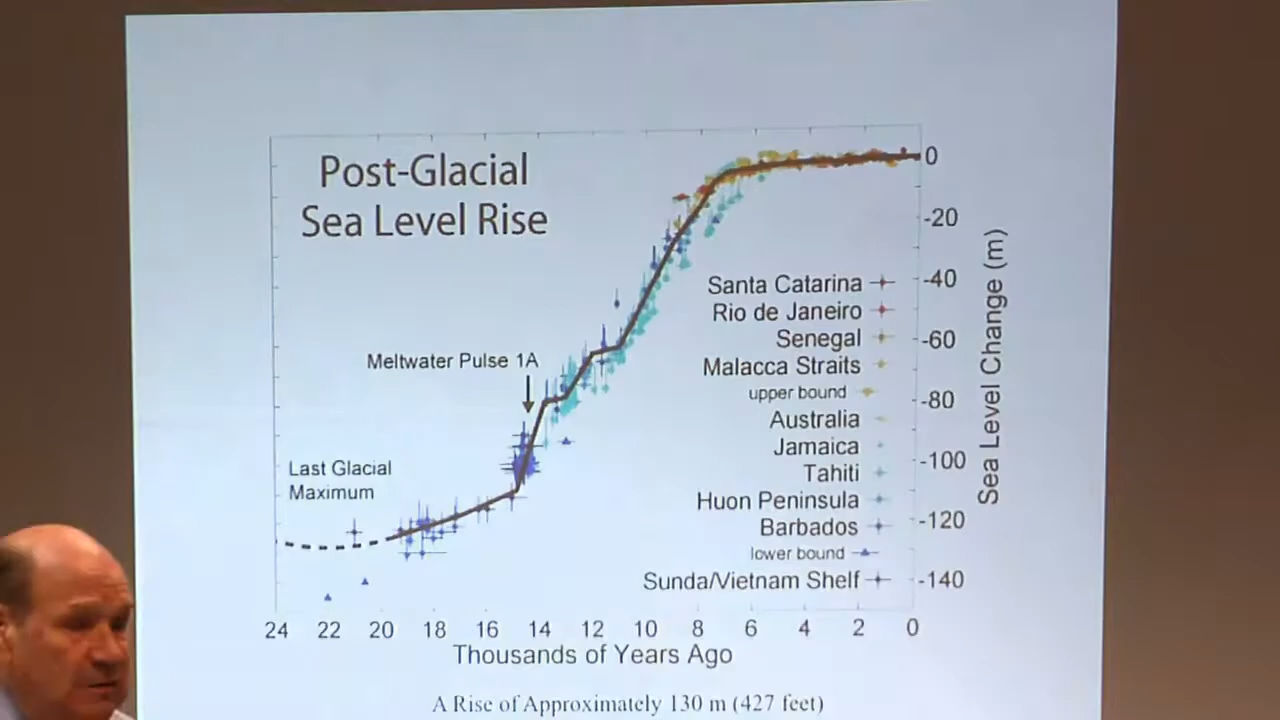 Post-Glacial
Sea Level Rise
0
-20
-40
-60
-80
-100
-120
-140
Sea Level Change (m)
Meltwater Pulse 1A
Last Glacial
Maximum
Santa Catarina
Rio de Janeiro
Senegal
Malacca Straits
upper bound
Australia
Jamaica
Tahiti
Huon Peninsula
Barbados
lower bound
Sunda/Vietnam Shelf
24 22 20 18 16 14 12 10 8 6 4 2 0
Thousands of Years Ago
A Rise of Approximately 130 m (427 feet)